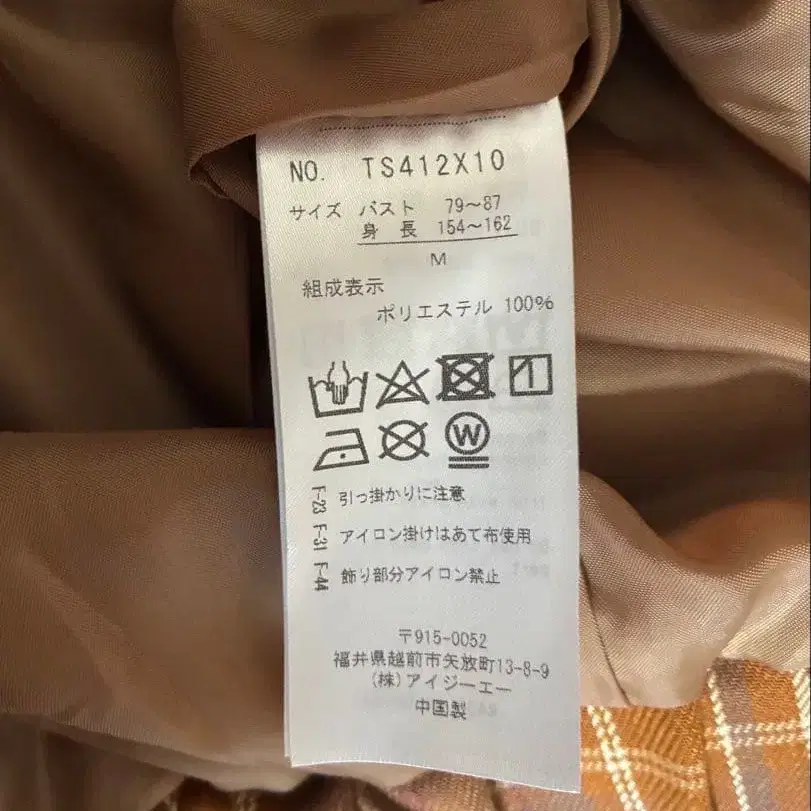 NO. TS412X10
サイズ バスト 79〜87
身長 154〜162
M
組成表示
ポリエステル 100%
W
F-23 引っ掛かりに注意
F-31 アイロン掛けはあて布使用
F-44 飾り部分アイロン禁止
〒915-0052
福井県越前市矢放町13-8-9
(株)アイジーエー
中国製